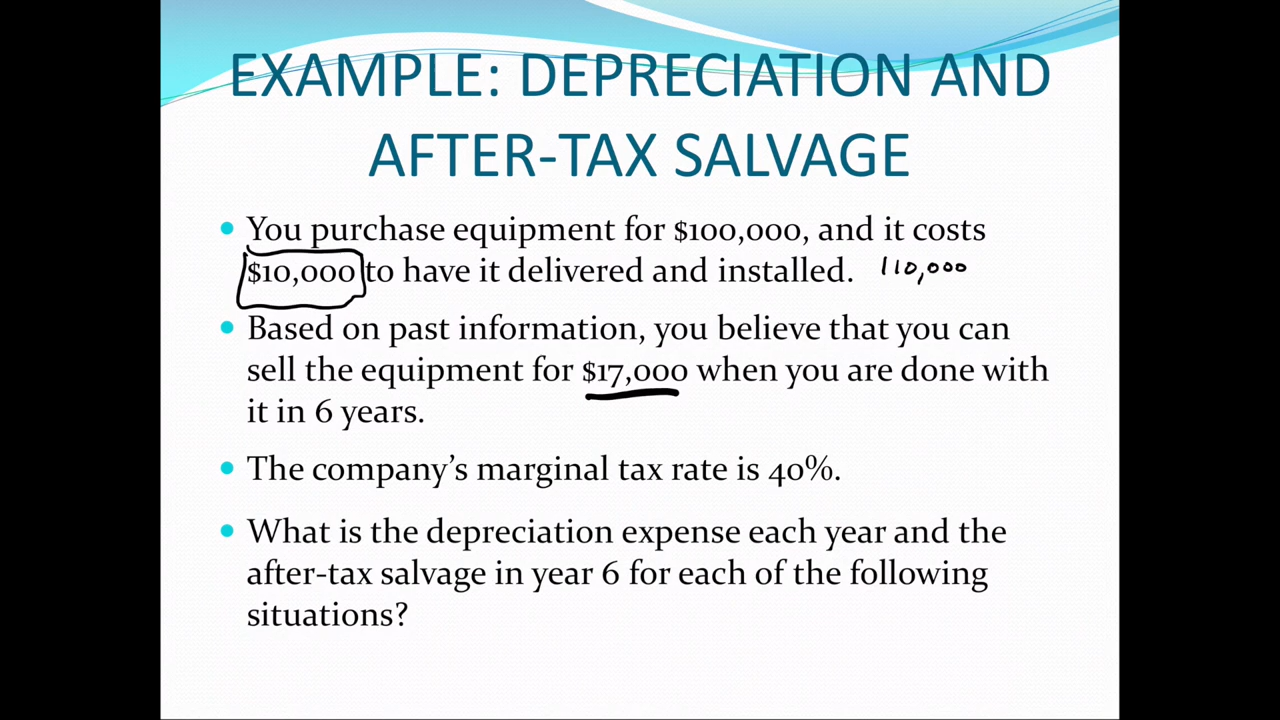 EXAMPLE: DEPRECIATION AND
AFTER-TAX SALVAGE
• You purchase equipment for $100,000, and it costs
$10,000 to have it delivered and installed. 110,000
• Based on past information, you believe that you can
sell the equipment for $17,000 when you are done with
it in 6 years.
• The company's marginal tax rate is 40%.
• What is the depreciation expense each year and the
after-tax salvage in year 6 for each of the following
situations?